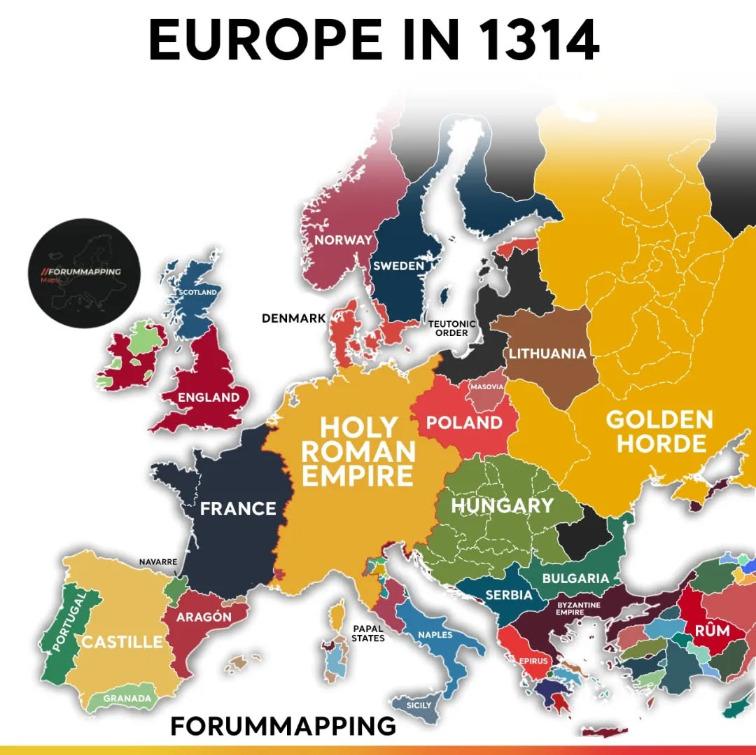 EUROPE IN 1314
//FORUMMAPPING
NORWAY
SWEDEN
SCOTLAND
DENMARK
TEUTONIC
ORDER
LITHUANIA
MASOVIA
ENGLAND
HOLY
ROMAN
EMPIRE
POLAND
GOLDEN
HORDE
FRANCE
HUNGARY
NAVARRE
BULGARIA
SERBIA
BYZANTINE
EMPIRE
PORTUGAL
ARAGÓN
CASTILLE
PAPAL
STATES
NAPLES
RÛM
EPIRUS
GRANADA
SICILY
FORUMMAPPING